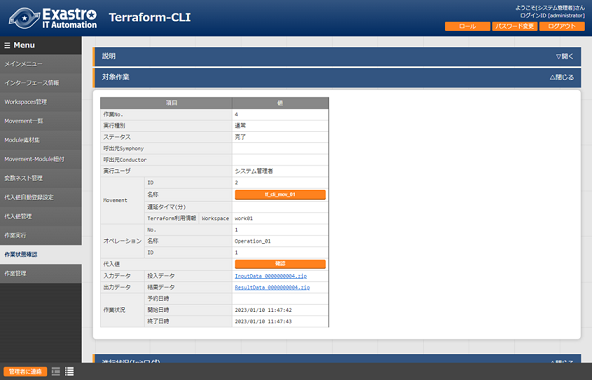 Exastro
IT Automation
Terraform-CLI
ようこそ[システム管理者]さん
ログインID [administrator]
ロール
パスワード変更
ログアウト
Menu
メインメニュー
インターフェース情報
Workspaces管理
Movement一覧
Module素材集
Movement-Module紐付
変数ネスト管理
代入値自動登録設定
代入値管理
作業実行
作業状態確認
作業管理
説明
▽開く
対象作業
△閉じる
項目 値
作業No. 4
実行種別 通常
ステータス 完了
呼出元Symphony
呼出元Conductor
実行ユーザ システム管理者
Movement
ID 2
名称
遅延タイマ(分)
Terraform利用情報 Workspace work01
オペレーション
No. 1
名称 Operation_01
ID 1
代入値 確認
入力データ 投入データ InputData_0000000004.zip
出力データ 結果データ ResultData_0000000004.zip
作業状況
予約日時
開始日時 2023/01/10 11:47:42
終了日時 2023/01/10 11:47:43
管理者に連絡